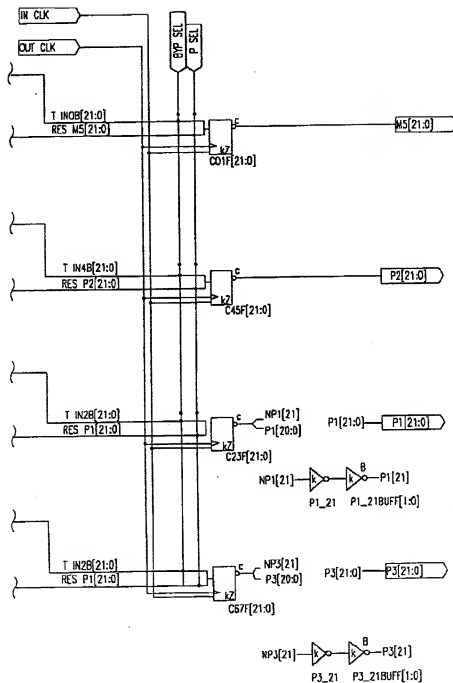 IN CLK
OUT CLK
BYP SEL
P SEL
T IN0B[21:0]
RES M5[21:0]
c
kZ
C01F[21:0]
M5[21:0]
T IN4B[21:0]
RES P2[21:0]
c
kZ
C45F[21:0]
P2[21:0]
T IN2B[21:0]
RES P1[21:0]
c
kZ
C23F[21:0]
NP1[21]
P1[20:0]
P1[21:0]
P1[21:0]
NP1[21]
k
k
B
P1[21]
P1_21
P1_21BUFF[1:0]
T IN2B[21:0]
RES P1[21:0]
c
kZ
C67F[21:0]
NP3[21]
P3[20:0]
P3[21:0]
P3[21:0]
NP3[21]
k
k
B
P3[21]
P3_21
P3_21BUFF[1:0]